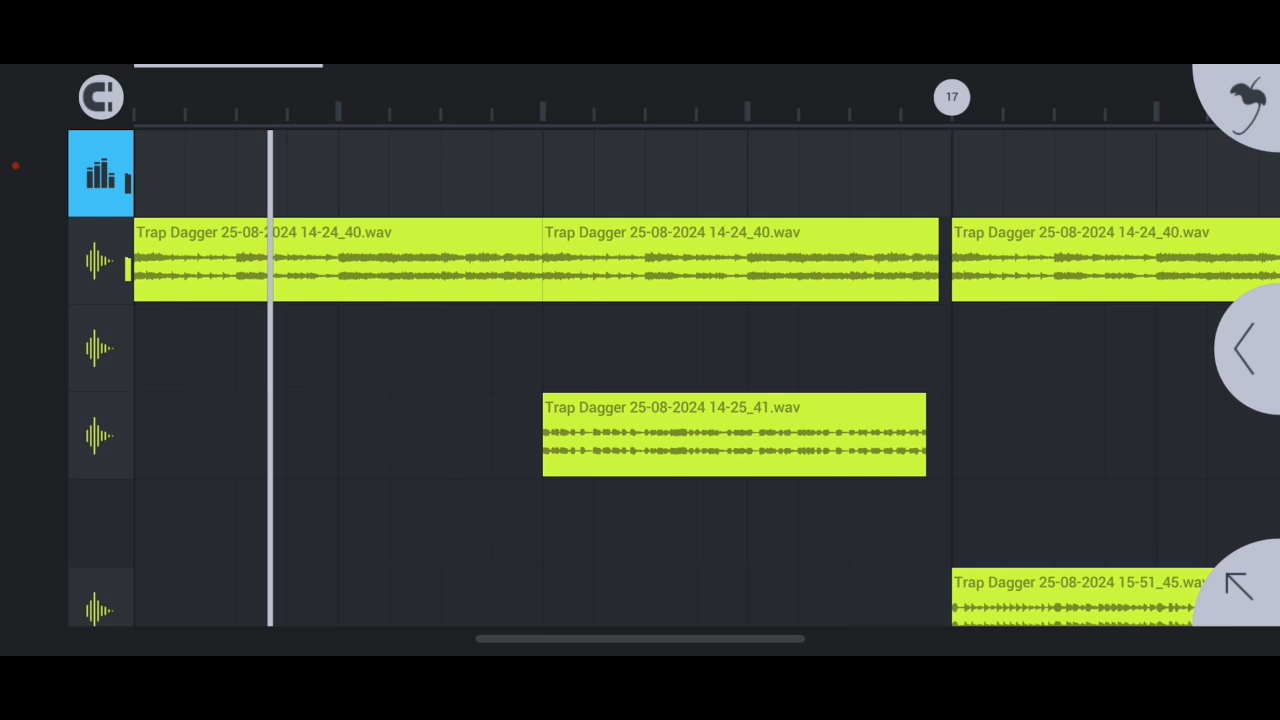 17
Trap Dagger 25-08-2024 14-24_40.wav
Trap Dagger 25-08-2024 14-24_40.wav
Trap Dagger 25-08-2024 14-24_40.wav
Trap Dagger 25-08-2024 14-25_41.wav
Trap Dagger 25-08-2024 15-51_45.wav